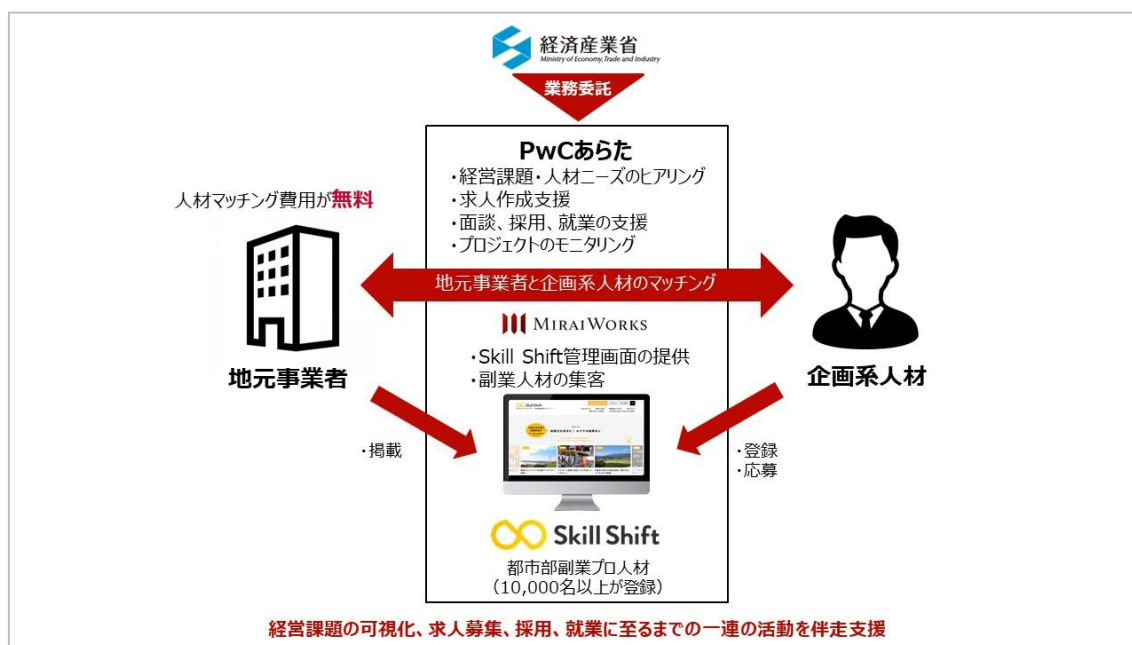 経済産業省
Ministry of Economy, Trade and Industry
業務委託
PwCあらた
・経営課題・人材ニーズのヒアリング
・求人作成支援
・面談、採用、就業の支援
・プロジェクトのモニタリング
人材マッチング費用が無料
地元事業者と企画系人材のマッチング
MIRAIWORKS
・Skill Shift管理画面の提供
・副業人材の集客
地元事業者
企画系人材
・掲載
・登録
・応募
Skill Shift
都市部副業プロ人材
（10,000名以上が登録）
経営課題の可視化、求人募集、採用、就業に至るまでの一連の活動を伴走支援